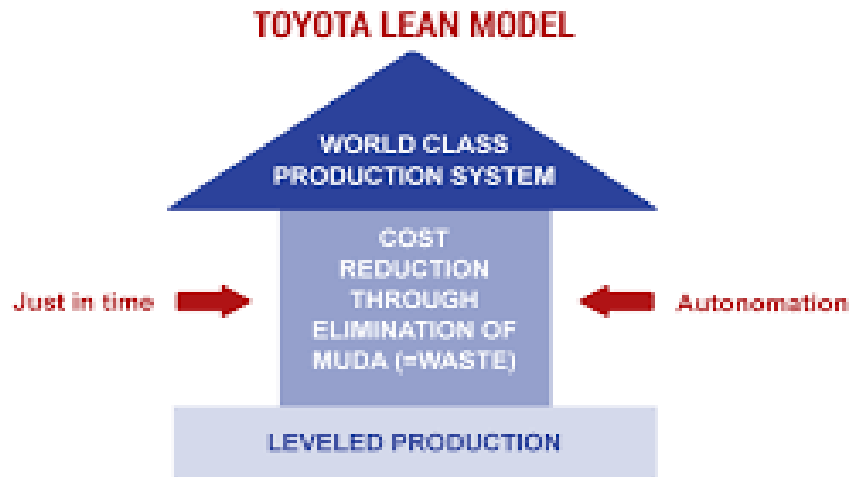 TOYOTA LEAN MODEL
WORLD CLASS
PRODUCTION SYSTEM
COST
REDUCTION
THROUGH
ELIMINATION OF
MUDA (=WASTE)
Just in time
Autonomation
LEVELED PRODUCTION